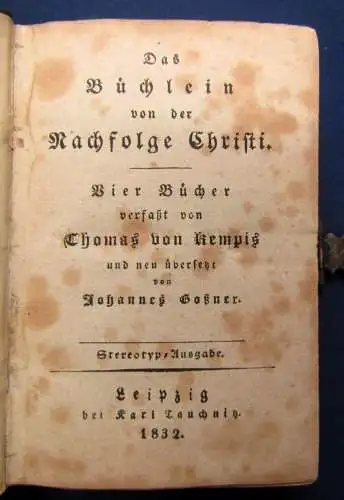 Das
Büchlein
von der
Nachfolge Christi.
Vier Bücher
verfaßt von
Thomas von Kempis
und neu übersetzt
von
Johannes Goßner.
Stereotyp-Ausgabe.
Leipzig
bei Karl Tauchnitz.
1832.